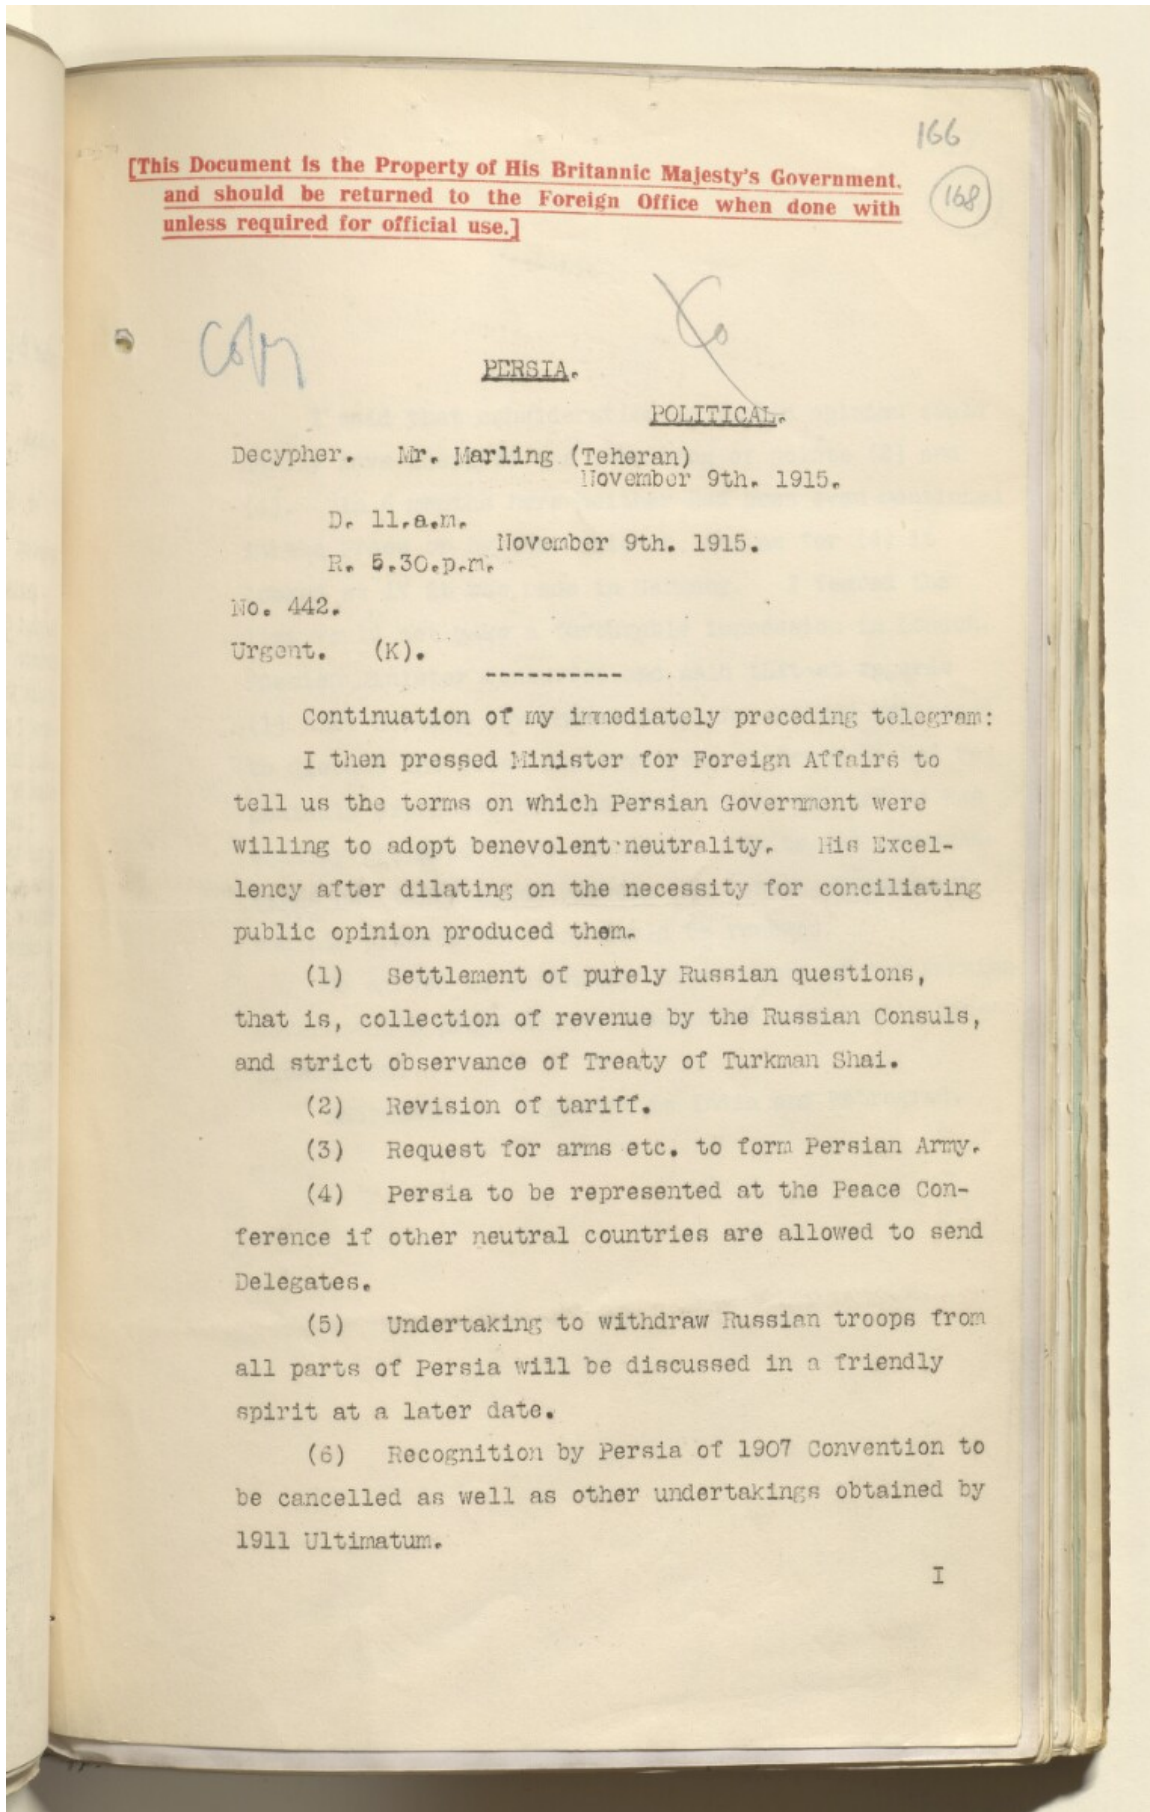 166
[This Document is the Property of His Britannic Majesty's Government,
and should be returned to the Foreign Office when done with
unless required for official use.]
168
Copy
PERSIA.
POLITICAL.
Decypher. Mr. Marling (Teheran)
November 9th. 1915.
D. 11.a.m.
November 9th. 1915.
R. 5.30.p.m.
No. 442.
Urgent. (K).
----------
Continuation of my immediately preceding telegram:
I then pressed Minister for Foreign Affairs to
tell us the terms on which Persian Government were
willing to adopt benevolent neutrality. His Excel-
lency after dilating on the necessity for conciliating
public opinion produced them.
(1) Settlement of purely Russian questions,
that is, collection of revenue by the Russian Consuls,
and strict observance of Treaty of Turkman Shai.
(2) Revision of tariff.
(3) Request for arms etc. to form Persian Army.
(4) Persia to be represented at the Peace Con-
ference if other neutral countries are allowed to send
Delegates.
(5) Undertaking to withdraw Russian troops from
all parts of Persia will be discussed in a friendly
spirit at a later date.
(6) Recognition by Persia of 1907 Convention to
be cancelled as well as other undertakings obtained by
1911 Ultimatum.
I